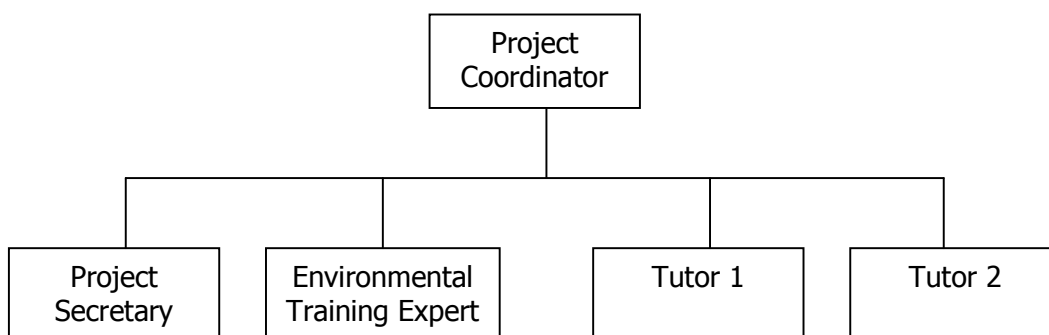 Project
Coordinator
Project
Secretary
Environmental
Training Expert
Tutor 1
Tutor 2